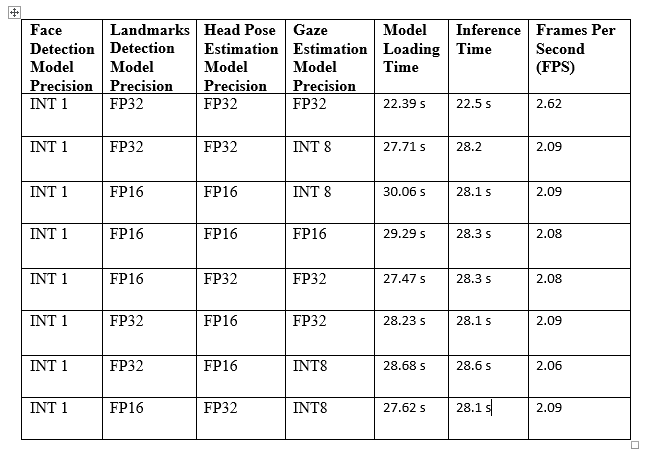 Face Detection Model Precision | Landmarks Detection Model Precision | Head Pose Estimation Model Precision | Gaze Estimation Model Precision | Model Loading Time | Inference Time | Frames Per Second (FPS)
INT 1 | FP32 | FP32 | FP32 | 22.39 s | 22.5 s | 2.62
INT 1 | FP32 | FP32 | INT 8 | 27.71 s | 28.2 | 2.09
INT 1 | FP16 | FP16 | INT 8 | 30.06 s | 28.1 s | 2.09
INT 1 | FP16 | FP16 | FP16 | 29.29 s | 28.3 s | 2.08
INT 1 | FP16 | FP32 | FP32 | 27.47 s | 28.3 s | 2.08
INT 1 | FP32 | FP16 | FP32 | 28.23 s | 28.1 s | 2.09
INT 1 | FP32 | FP16 | INT8 | 28.68 s | 28.6 s | 2.06
INT 1 | FP16 | FP32 | INT8 | 27.62 s | 28.1 s | 2.09